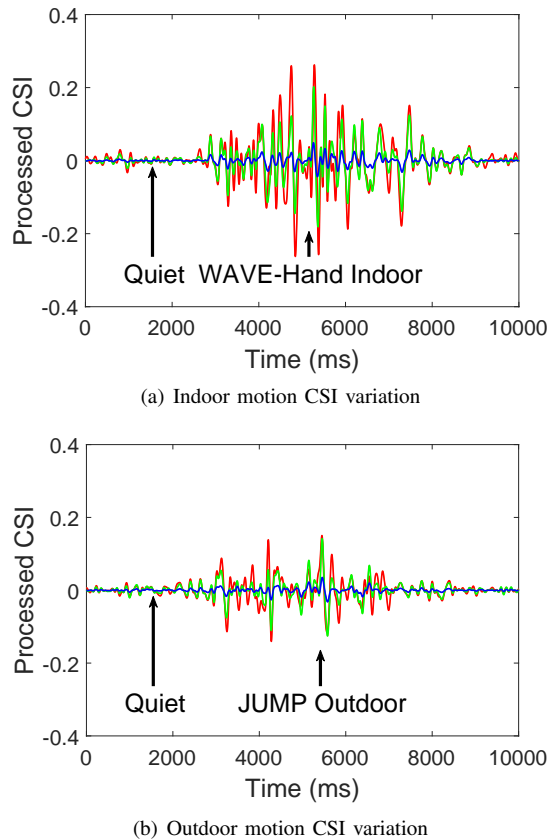 0.4
0.2
0
-0.2
-0.4
Processed CSI
Quiet WAVE-Hand Indoor
0 2000 4000 6000 8000 10000
Time (ms)
(a) Indoor motion CSI variation
0.4
0.2
0
-0.2
-0.4
Processed CSI
Quiet JUMP Outdoor
0 2000 4000 6000 8000 10000
Time (ms)
(b) Outdoor motion CSI variation